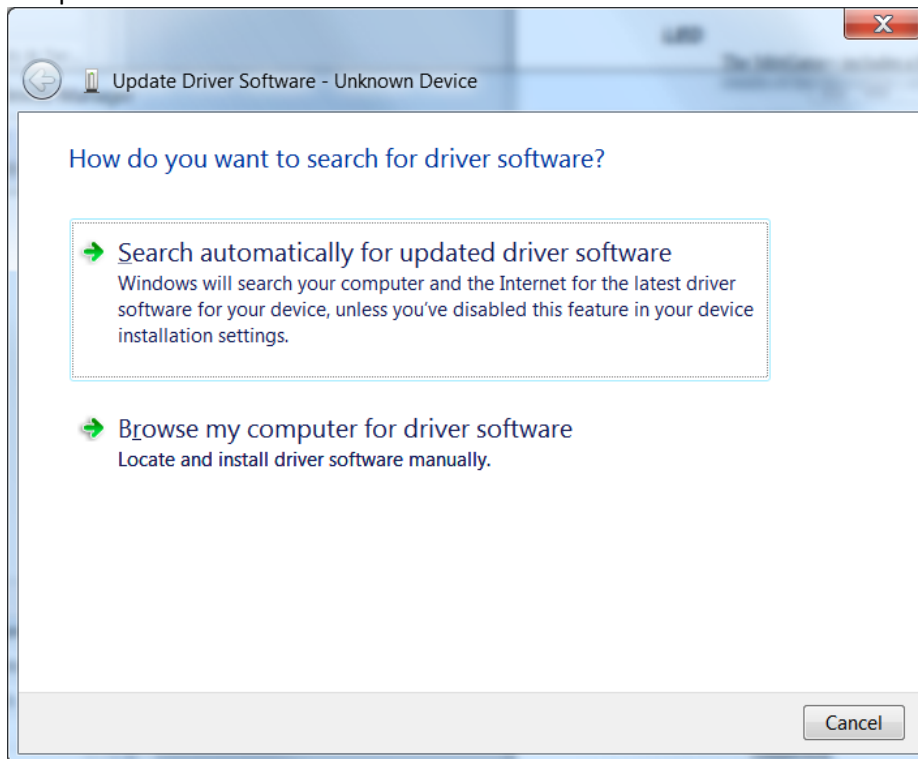 LED
Update Driver Software - Unknown Device
How do you want to search for driver software?
Search automatically for updated driver software
Windows will search your computer and the Internet for the latest driver
software for your device, unless you've disabled this feature in your device
installation settings.
Browse my computer for driver software
Locate and install driver software manually.
Cancel